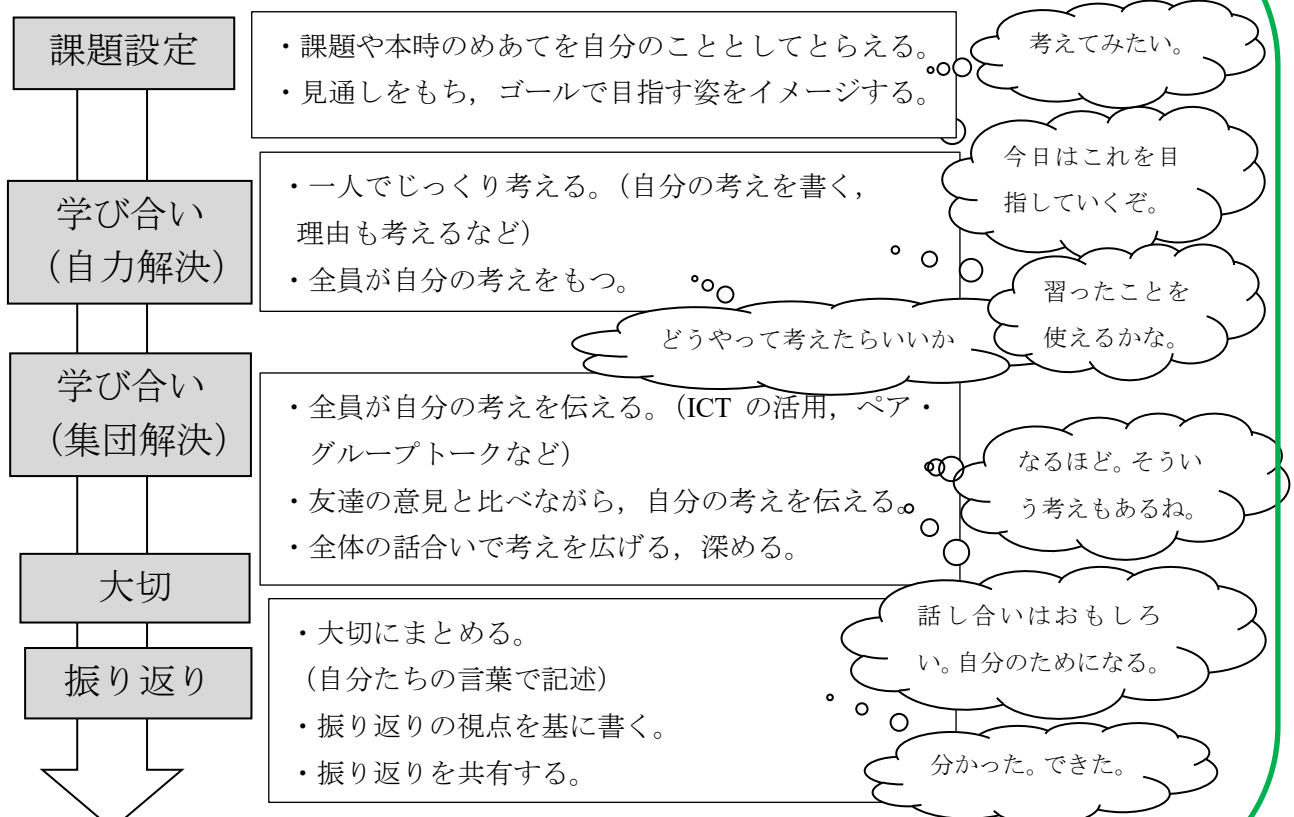 課題設定
・課題や本時のめあてを自分のこととしてとらえる。
・見通しをもち，ゴールで目指す姿をイメージする。
考えてみたい。
今日はこれを目
指していくぞ。
学び合い
（自力解決）
・一人でじっくり考える。（自分の考えを書く，
理由も考えるなど）
・全員が自分の考えをもつ。
習ったことを
使えるかな。
どうやって考えたらいいか
学び合い
（集団解決）
・全員が自分の考えを伝える。（ICT の活用，ペア・
グループトークなど）
・友達の意見と比べながら，自分の考えを伝える。
・全体の話合いで考えを広げる，深める。
なるほど。そうい
う考えもあるね。
話し合いはおもしろ
い。自分のためになる。
大切
振り返り
・大切にまとめる。
（自分たちの言葉で記述）
・振り返りの視点を基に書く。
・振り返りを共有する。
分かった。できた。